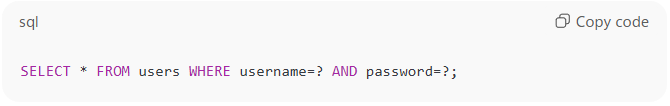 sql Copy code
SELECT * FROM users WHERE username=? AND password=?;